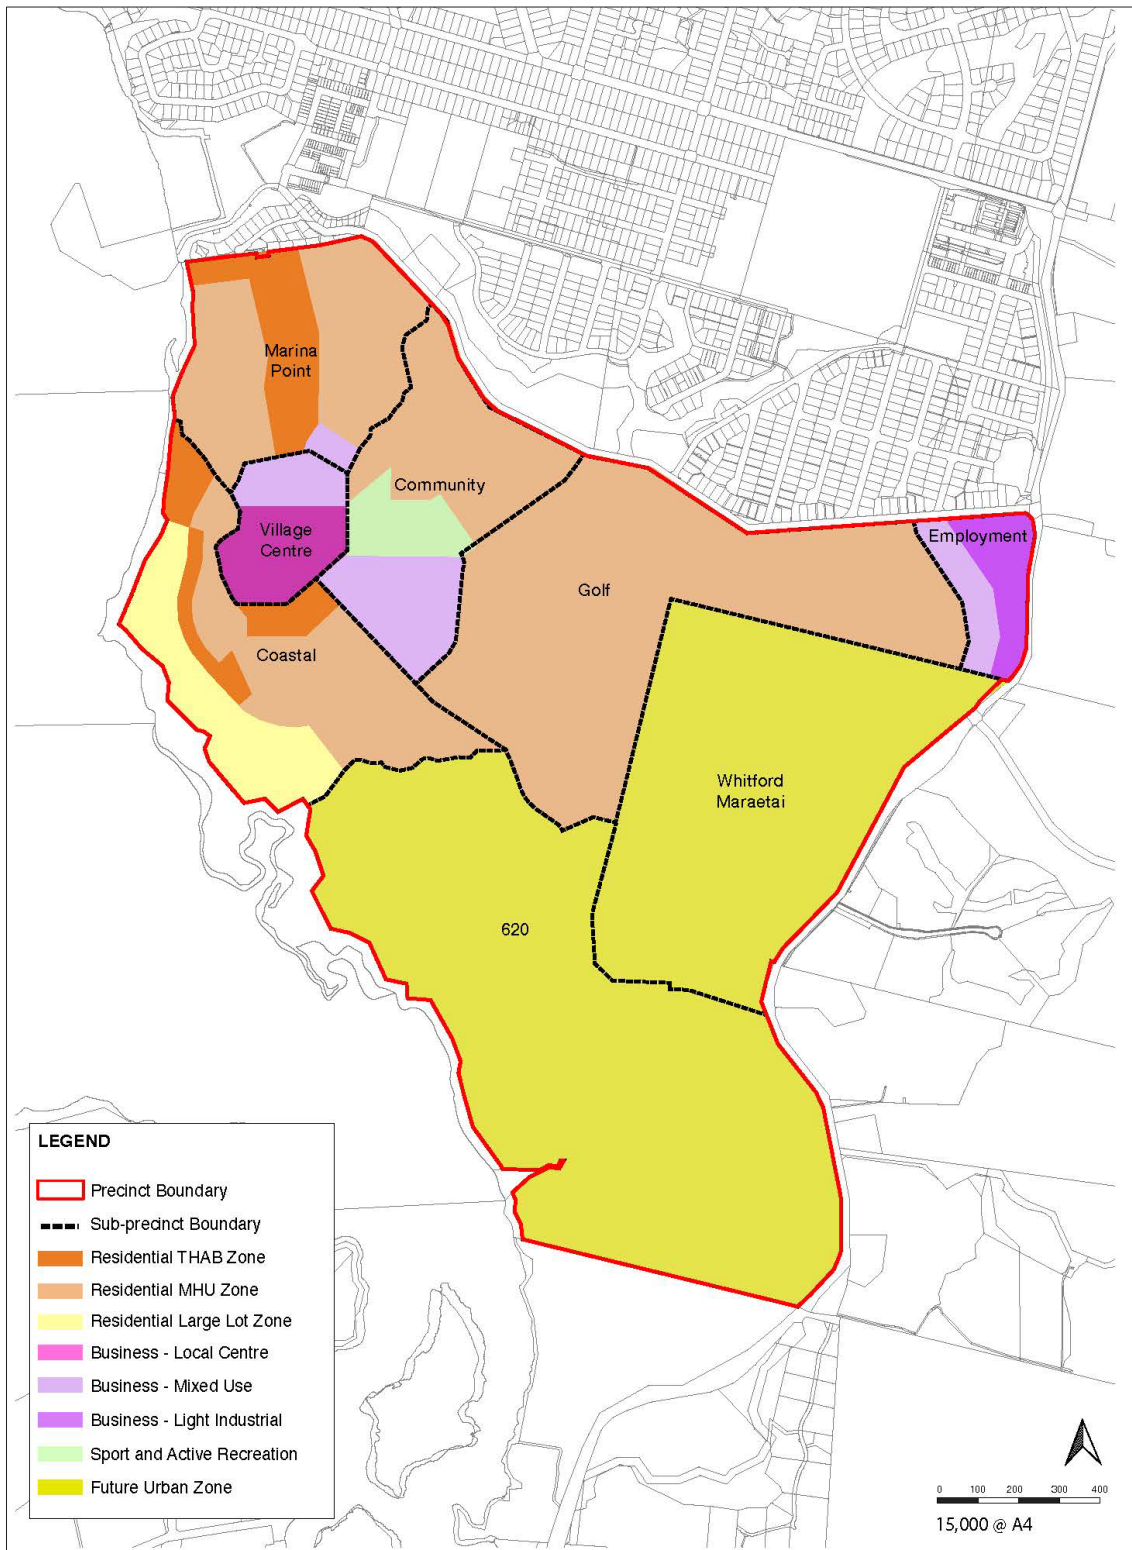 Marina
Point
Community
Village
Centre
Employment
Golf
Coastal
Whitford
Maraetai
620
LEGEND
Precinct Boundary
Sub-precinct Boundary
Residential THAB Zone
Residential MHU Zone
Residential Large Lot Zone
Business - Local Centre
Business - Mixed Use
Business - Light Industrial
Sport and Active Recreation
Future Urban Zone
0 100 200 300 400
15,000 @ A4